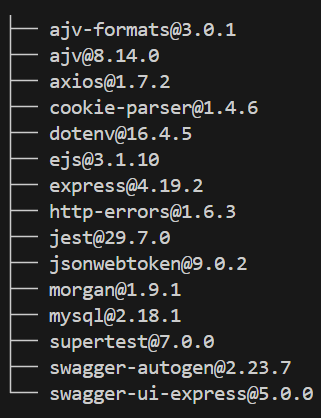 ajv-formats@3.0.1
ajv@8.14.0
axios@1.7.2
cookie-parser@1.4.6
dotenv@16.4.5
ejs@3.1.10
express@4.19.2
http-errors@1.6.3
jest@29.7.0
jsonwebtoken@9.0.2
morgan@1.9.1
mysql@2.18.1
supertest@7.0.0
swagger-autogen@2.23.7
swagger-ui-express@5.0.0